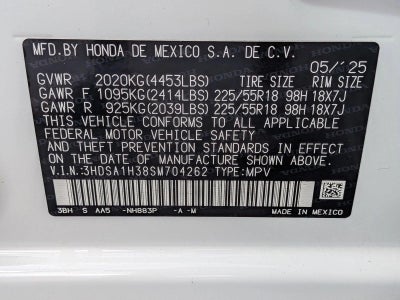 MFD.BY HONDA DE MEXICO S.A. DE C.V.
05/'25
GVWR 2020KG(4453LBS) TIRE SIZE RIM SIZE
GAWR F 1095KG(2414LBS) 225/55R18 98H 18X7J
GAWR R 925KG(2039LBS) 225/55R18 98H 18X7J
THIS VEHICLE CONFORMS TO ALL APPLICABLE
FEDERAL MOTOR VEHICLE SAFETY AND
THEFT PREVENTION STANDARDS IN EFFECT ON
THE DATE OF MANUFACTURE SHOWN ABOVE.
V.I.N.:3HDSA1H38SM704262 TYPE:MPV
3BH S AA5 -NH883P -A -M
MADE IN MEXICO